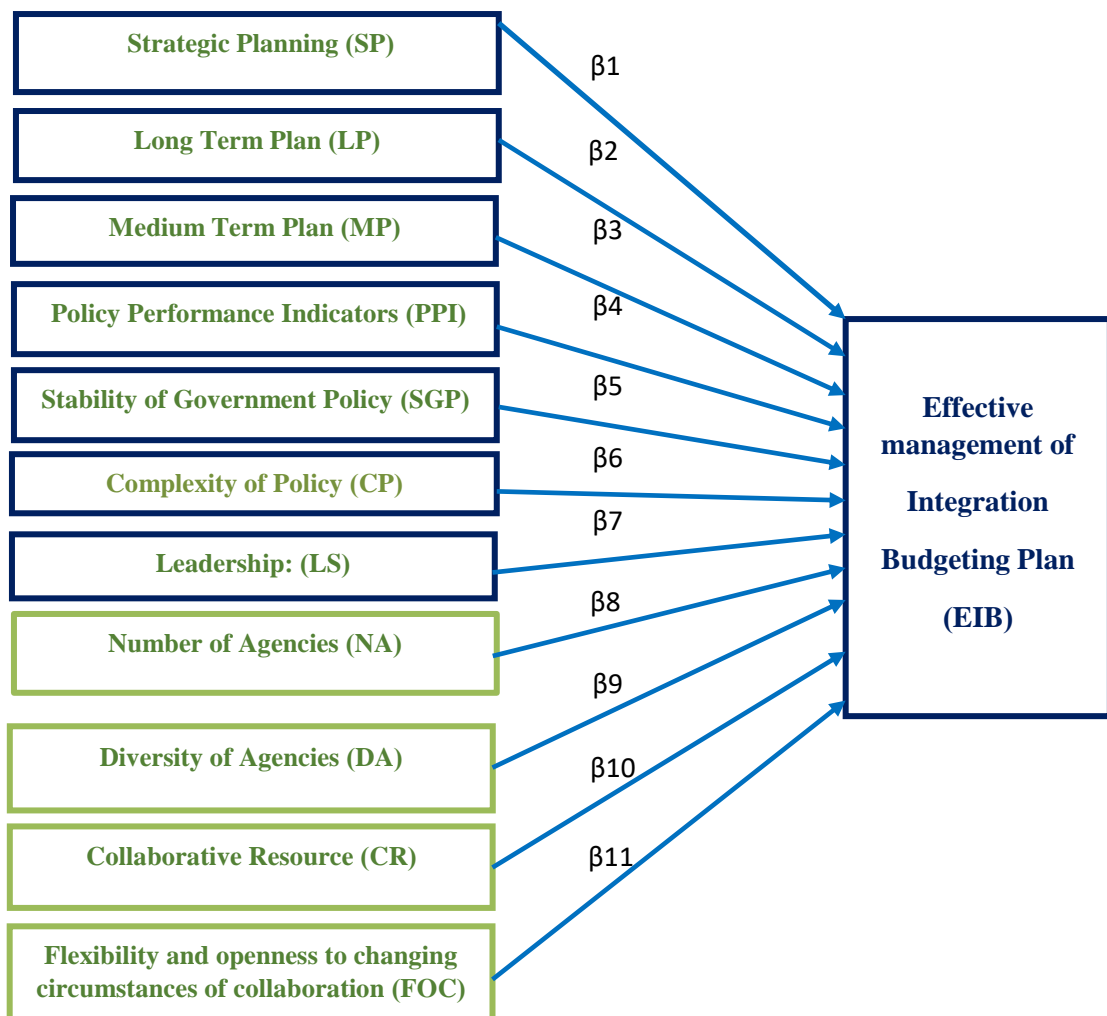 Strategic Planning (SP)
β1
Long Term Plan (LP)
β2
Medium Term Plan (MP)
β3
Policy Performance Indicators (PPI)
β4
Stability of Government Policy (SGP)
β5
Complexity of Policy (CP)
β6
Leadership: (LS)
β7
Number of Agencies (NA)
β8
Diversity of Agencies (DA)
β9
Collaborative Resource (CR)
β10
Flexibility and openness to changing
circumstances of collaboration (FOC)
β11
Effective
management of
Integration
Budgeting Plan
(EIB)